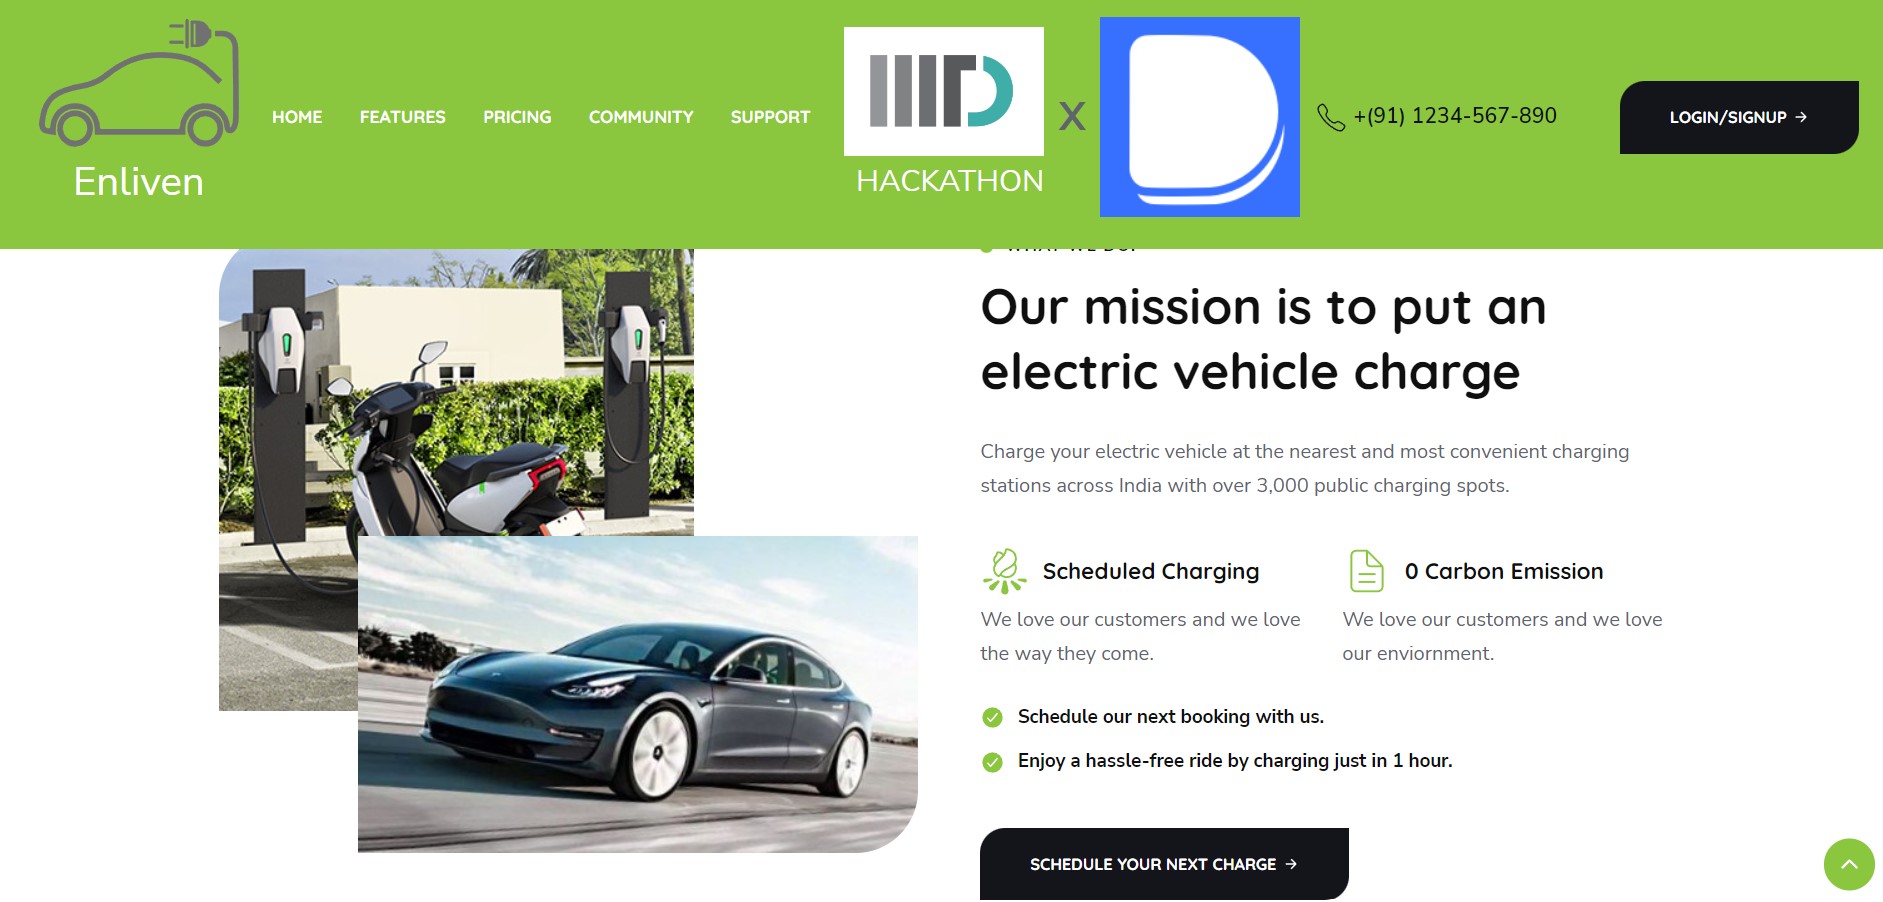 Enliven
HOME FEATURES PRICING COMMUNITY SUPPORT
IIITD
HACKATHON
X
+(91) 1234-567-890
LOGIN/SIGNUP →
Our mission is to put an
electric vehicle charge
Charge your electric vehicle at the nearest and most convenient charging
stations across India with over 3,000 public charging spots.
Scheduled Charging
We love our customers and we love
the way they come.
0 Carbon Emission
We love our customers and we love
our enviornment.
Schedule our next booking with us.
Enjoy a hassle-free ride by charging just in 1 hour.
SCHEDULE YOUR NEXT CHARGE →